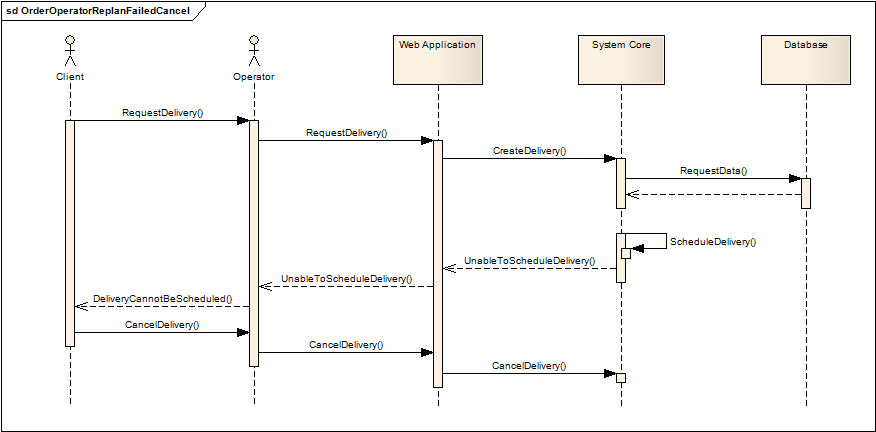 sd OrderOperatorReplanFailedCancel
Client
Operator
Web Application
System Core
Database
RequestDelivery()
RequestDelivery()
CreateDelivery()
RequestData()
ScheduleDelivery()
UnableToScheduleDelivery()
UnableToScheduleDelivery()
DeliveryCannotBeScheduled()
CancelDelivery()
CancelDelivery()
CancelDelivery()